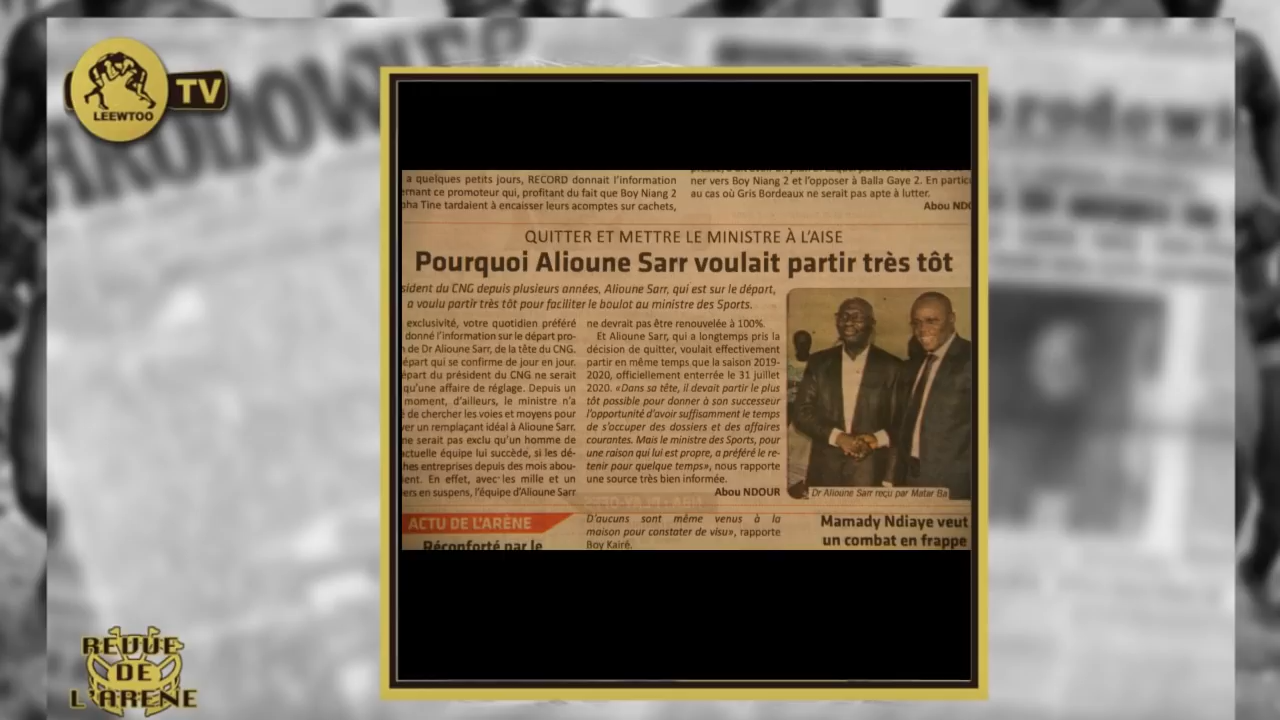 LEEWTOO
TV
a quelques petits jours, RECORD donnait l'information
ce promoteur qui, profitant du fait que Boy Niang 2
Tine tardaient à encaisser leurs acomptes sur cachets,
ner vers Boy Niang 2 et l'opposer à Balla Gaye 2. En
au cas où Gris Bordeaux ne serait pas apte à lutter.
Abou
QUITTER ET METTRE LE MINISTRE À L'AISE
Pourquoi Alioune Sarr voulait partir très tôt
sident du CNG depuis plusieurs années, Alioune Sarr, qui est sur le départ,
a voulu partir très tôt pour faciliter le boulot au ministre des Sports.
exclusivité, votre quotidien préféré
donné l'information sur le départ pro-
de Dr Alioune Sarr, de la tête du CNG.
épart qui se confirme de jour en jour.
épart du président du CNG ne serait
qu'une affaire de réglage. Depuis un
moment, d'ailleurs, le ministre n'a
de chercher les voies et moyens pour
er un remplaçant idéal à Alioune Sarr.
ne serait pas exclu qu'un homme de
actuelle équipe lui succède, si les dé-
hes entreprises depuis des mois abou-
ent. En effet, avec les mille et un
ers en suspens, l'équipe d'Alioune Sarr
ne devrait pas être renouvelée à 100%.
Et Alioune Sarr, qui a longtemps pris la
décision de quitter, voulait effectivement
partir en même temps que la saison 2019-
2020, officiellement enterrée le 31 juillet
2020. «Dans sa tête, il devait partir le plus
tôt possible pour donner à son successeur
l'opportunité d'avoir suffisamment le temps
de s'occuper des dossiers et des affaires
courantes. Mais le ministre des Sports, pour
une raison qui lui est propre, a préféré le re-
tenir pour quelque temps», nous rapporte
une source très bien informée.
Abou NDOUR
Dr Alioune Sarr reçu par Matar Ba
ACTU DE L'ARÈNE
Réconforté par le
D'aucuns sont même venus à la
maison pour constater de visu», rapporte
Boy Kairé.
Mamady Ndiaye veut
un combat en frappe
REVUE
DE
L'ARENE